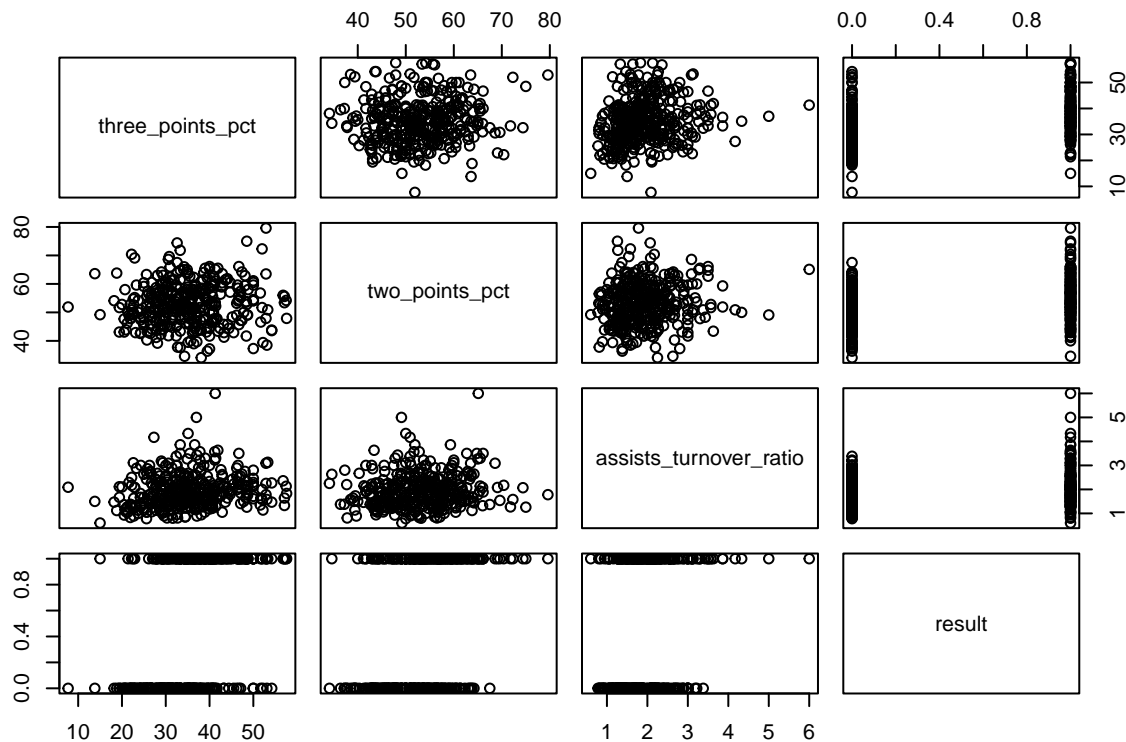 40 50 60 70 80
0.0 0.4 0.8
three_points_pct
10 30 50
40 60 80
two_points_pct
assists_turnover_ratio
1 3 5
0.0 0.4 0.8
result
10 20 30 40 50
1 2 3 4 5 6